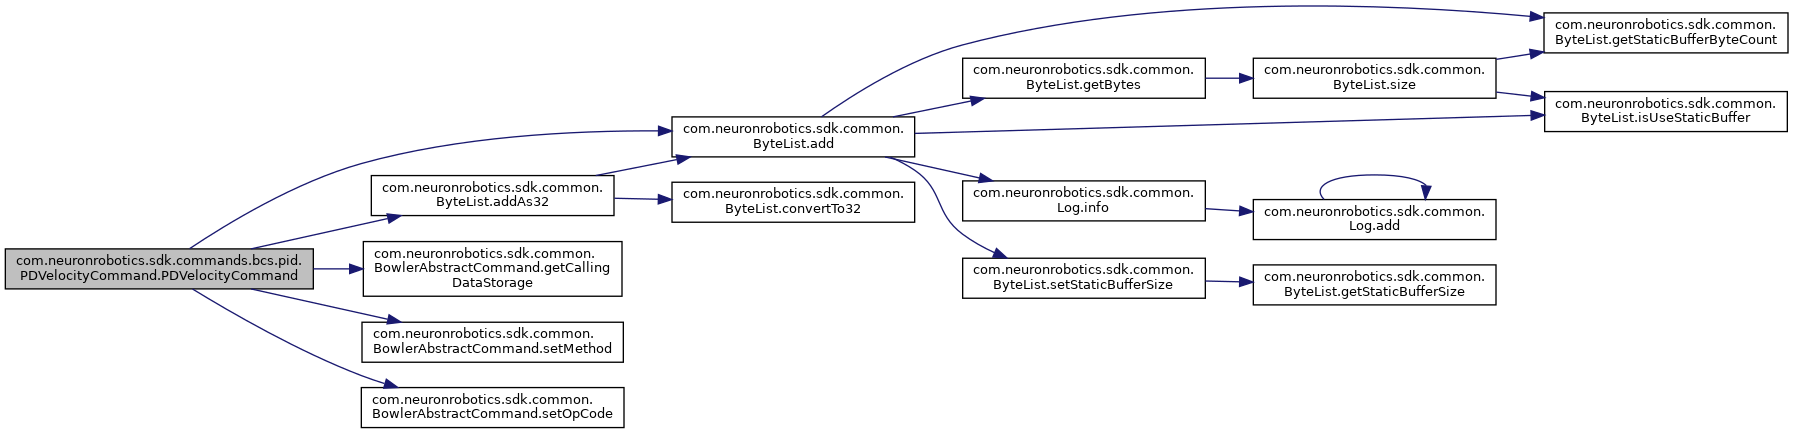 com.neuronrobotics.sdk.commands.bcs.pid.
PDVelocityCommand.PDVelocityCommand
com.neuronrobotics.sdk.common.
ByteList.addAs32
com.neuronrobotics.sdk.common.
BowlerAbstractCommand.getCalling
DataStorage
com.neuronrobotics.sdk.common.
BowlerAbstractCommand.setMethod
com.neuronrobotics.sdk.common.
BowlerAbstractCommand.setOpCode
com.neuronrobotics.sdk.common.
ByteList.add
com.neuronrobotics.sdk.common.
ByteList.convertTo32
com.neuronrobotics.sdk.common.
ByteList.getBytes
com.neuronrobotics.sdk.common.
Log.info
com.neuronrobotics.sdk.common.
ByteList.setStaticBufferSize
com.neuronrobotics.sdk.common.
ByteList.size
com.neuronrobotics.sdk.common.
Log.add
com.neuronrobotics.sdk.common.
ByteList.getStaticBufferSize
com.neuronrobotics.sdk.common.
ByteList.getStaticBufferByteCount
com.neuronrobotics.sdk.common.
ByteList.isUseStaticBuffer